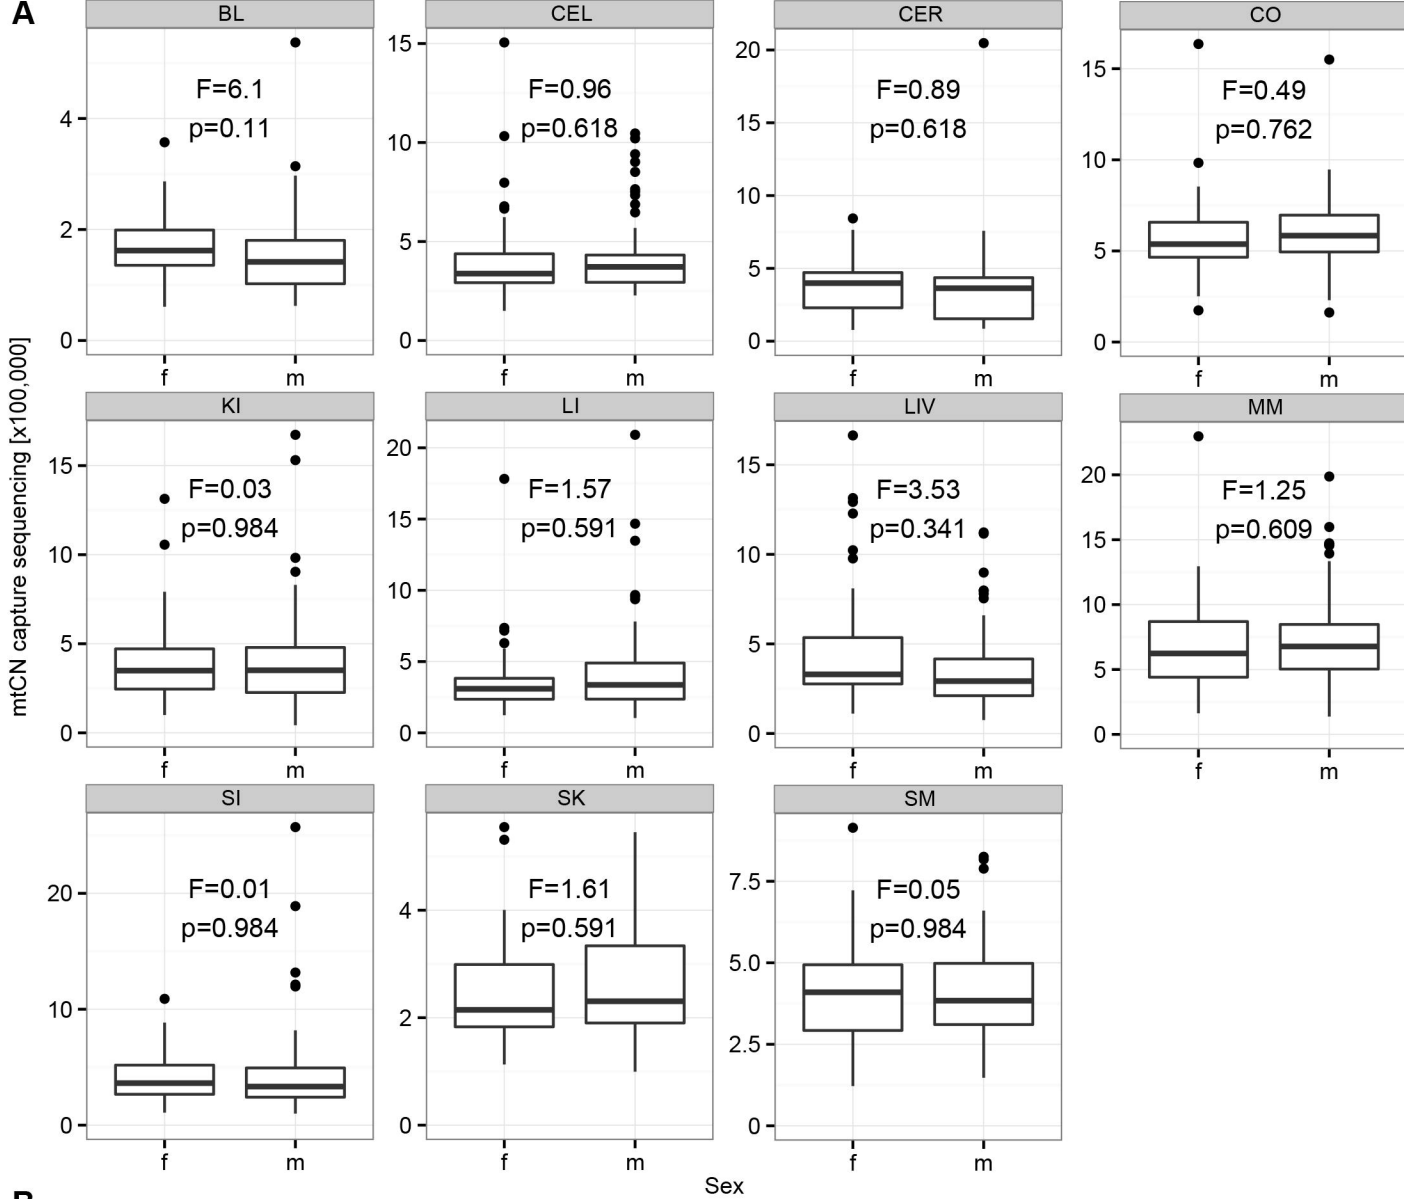 A
BL
CEL
CER
CO
mtCN capture sequencing [x100,000]
4
2
0
F=6.1
p=0.11
f
m
15
10
5
0
F=0.96
p=0.618
f
m
20
15
10
5
0
F=0.89
p=0.618
f
m
15
10
5
0
F=0.49
p=0.762
f
m
KI
LI
LIV
MM
15
10
5
0
F=0.03
p=0.984
f
m
20
15
10
5
0
F=1.57
p=0.591
f
m
15
10
5
0
F=3.53
p=0.341
f
m
20
15
10
5
0
F=1.25
p=0.609
f
m
SI
SK
SM
20
10
0
F=0.01
p=0.984
f
m
4
2
0
F=1.61
p=0.591
f
m
7.5
5.0
2.5
0
F=0.05
p=0.984
f
m
Sex